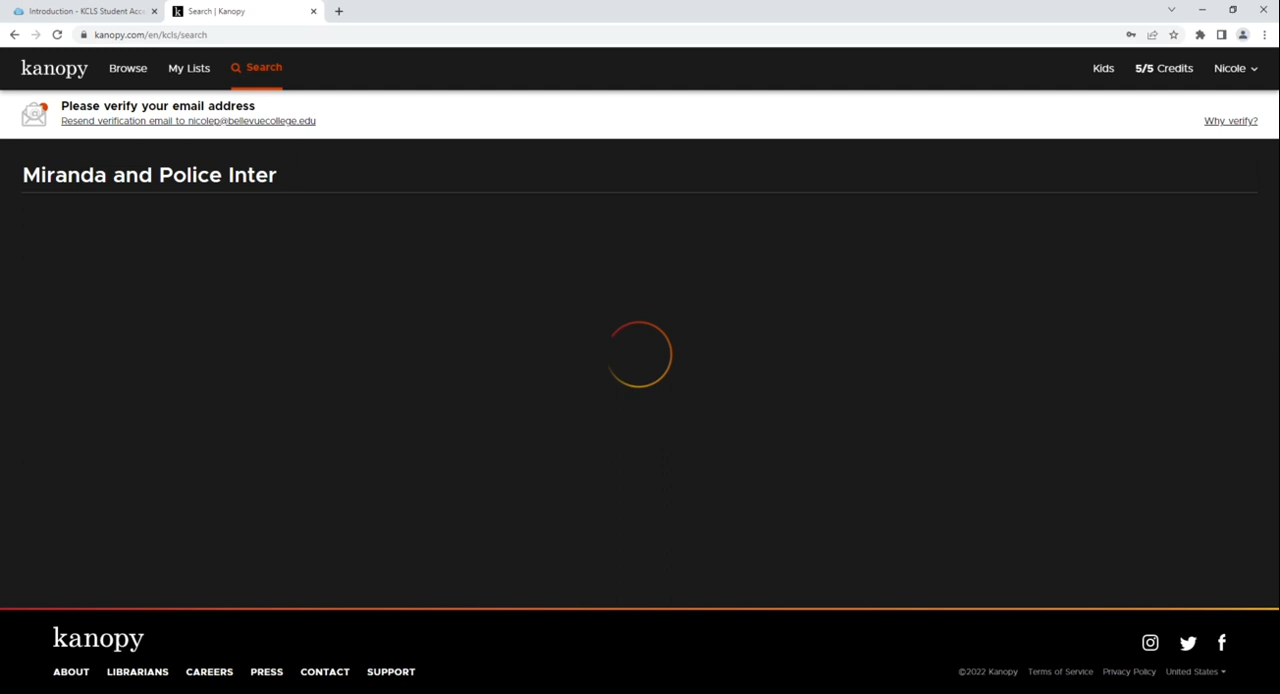 Introduction - KCLS Student Acc
Search | Kanopy
kanopy.com/en/kcls/search
kanopy Browse My Lists Search Kids 5/5 Credits Nicole
Please verify your email address
Resend verification email to nicolep@bellevuecollege.edu
Why verify?
Miranda and Police Inter
kanopy
ABOUT LIBRARIANS CAREERS PRESS CONTACT SUPPORT
©2022 Kanopy Terms of Service Privacy Policy United States